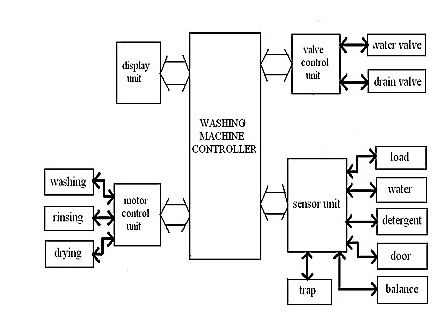 display
unit
WASHING
MACHINE
CONTROLLER
valve
control
unit
water valve
drain valve
washing
rinsing
drying
motor
control
unit
sensor unit
load
water
detergent
door
balance
trap